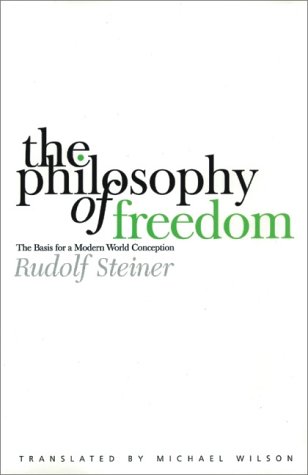 the
philosophy
of freedom
The Basis for a Modern World Conception
Rudolf Steiner
TRANSLATED BY MICHAEL WILSON